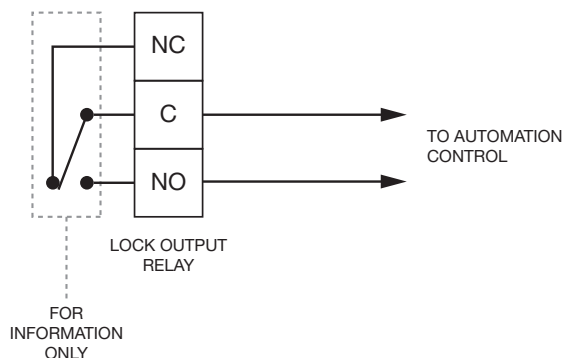 NC
C
NO
TO AUTOMATION
CONTROL
LOCK OUTPUT
RELAY
FOR
INFORMATION
ONLY